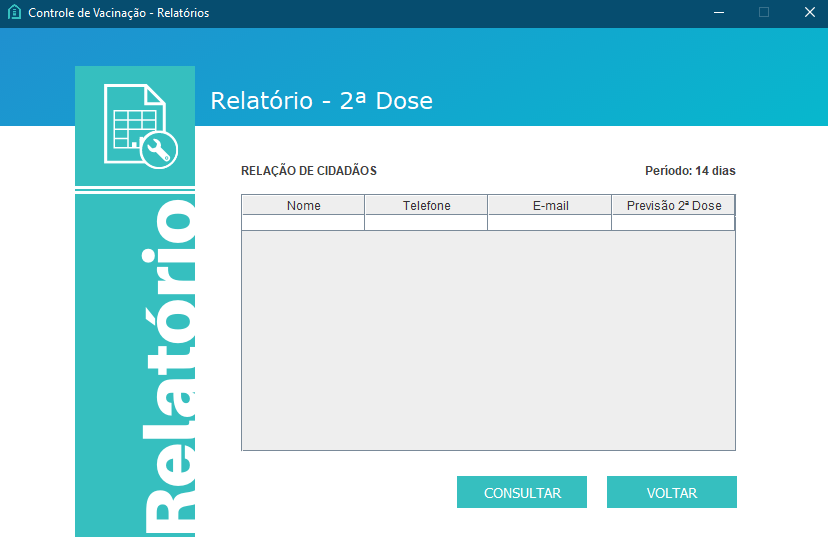 Controle de Vacinação - Relatórios
Relatório - 2ª Dose
Relatório
RELAÇÃO DE CIDADÃOS
Período: 14 dias
Nome Telefone E-mail Previsão 2ª Dose
CONSULTAR VOLTAR